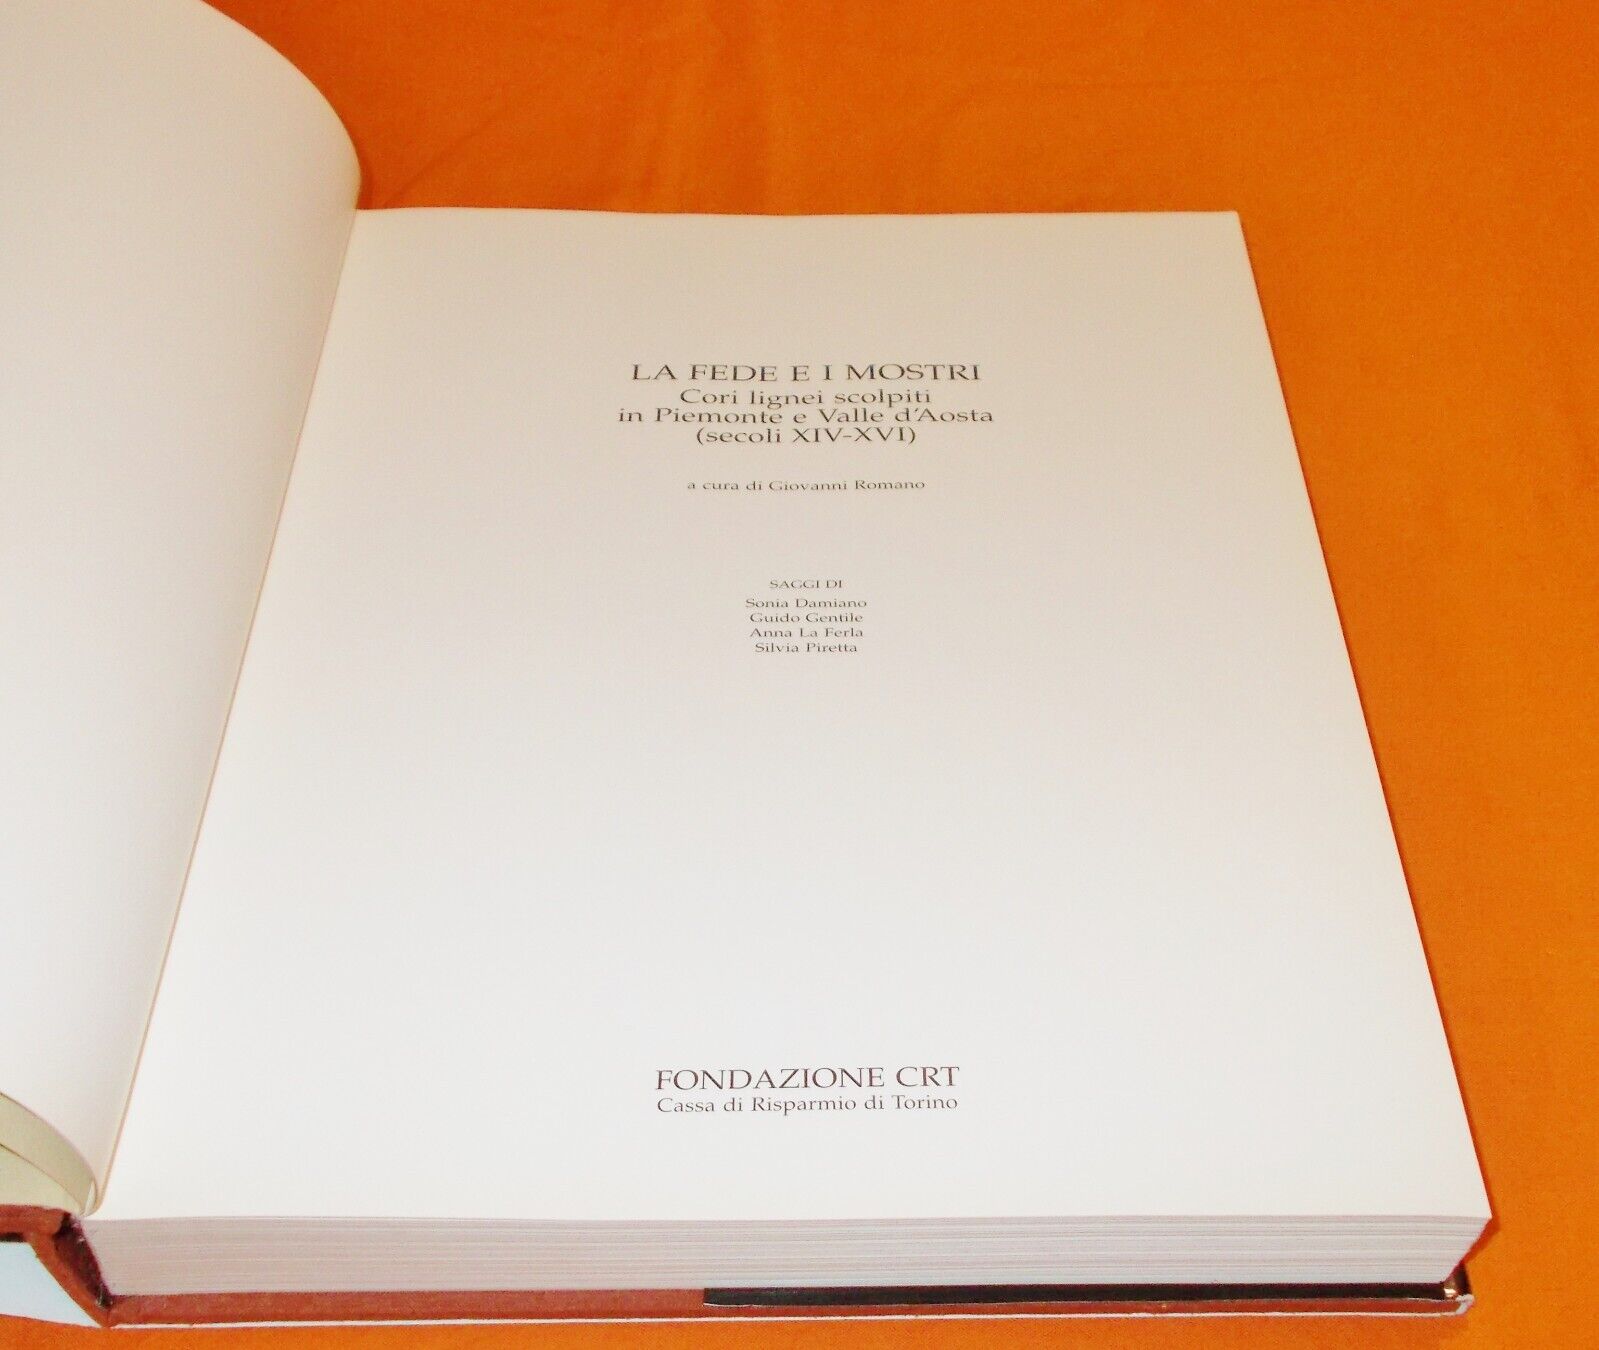 LA FEDE E I MOSTRI
Cori lignei scolpiti
in Piemonte e Valle d'Aosta
(secoli XIV-XVI)
a cura di Giovanni Romano
SAGGI DI
Sonia Damiano
Guido Gentile
Anna La Ferla
Silvia Piretta
FONDAZIONE CRT
Cassa di Risparmio di Torino